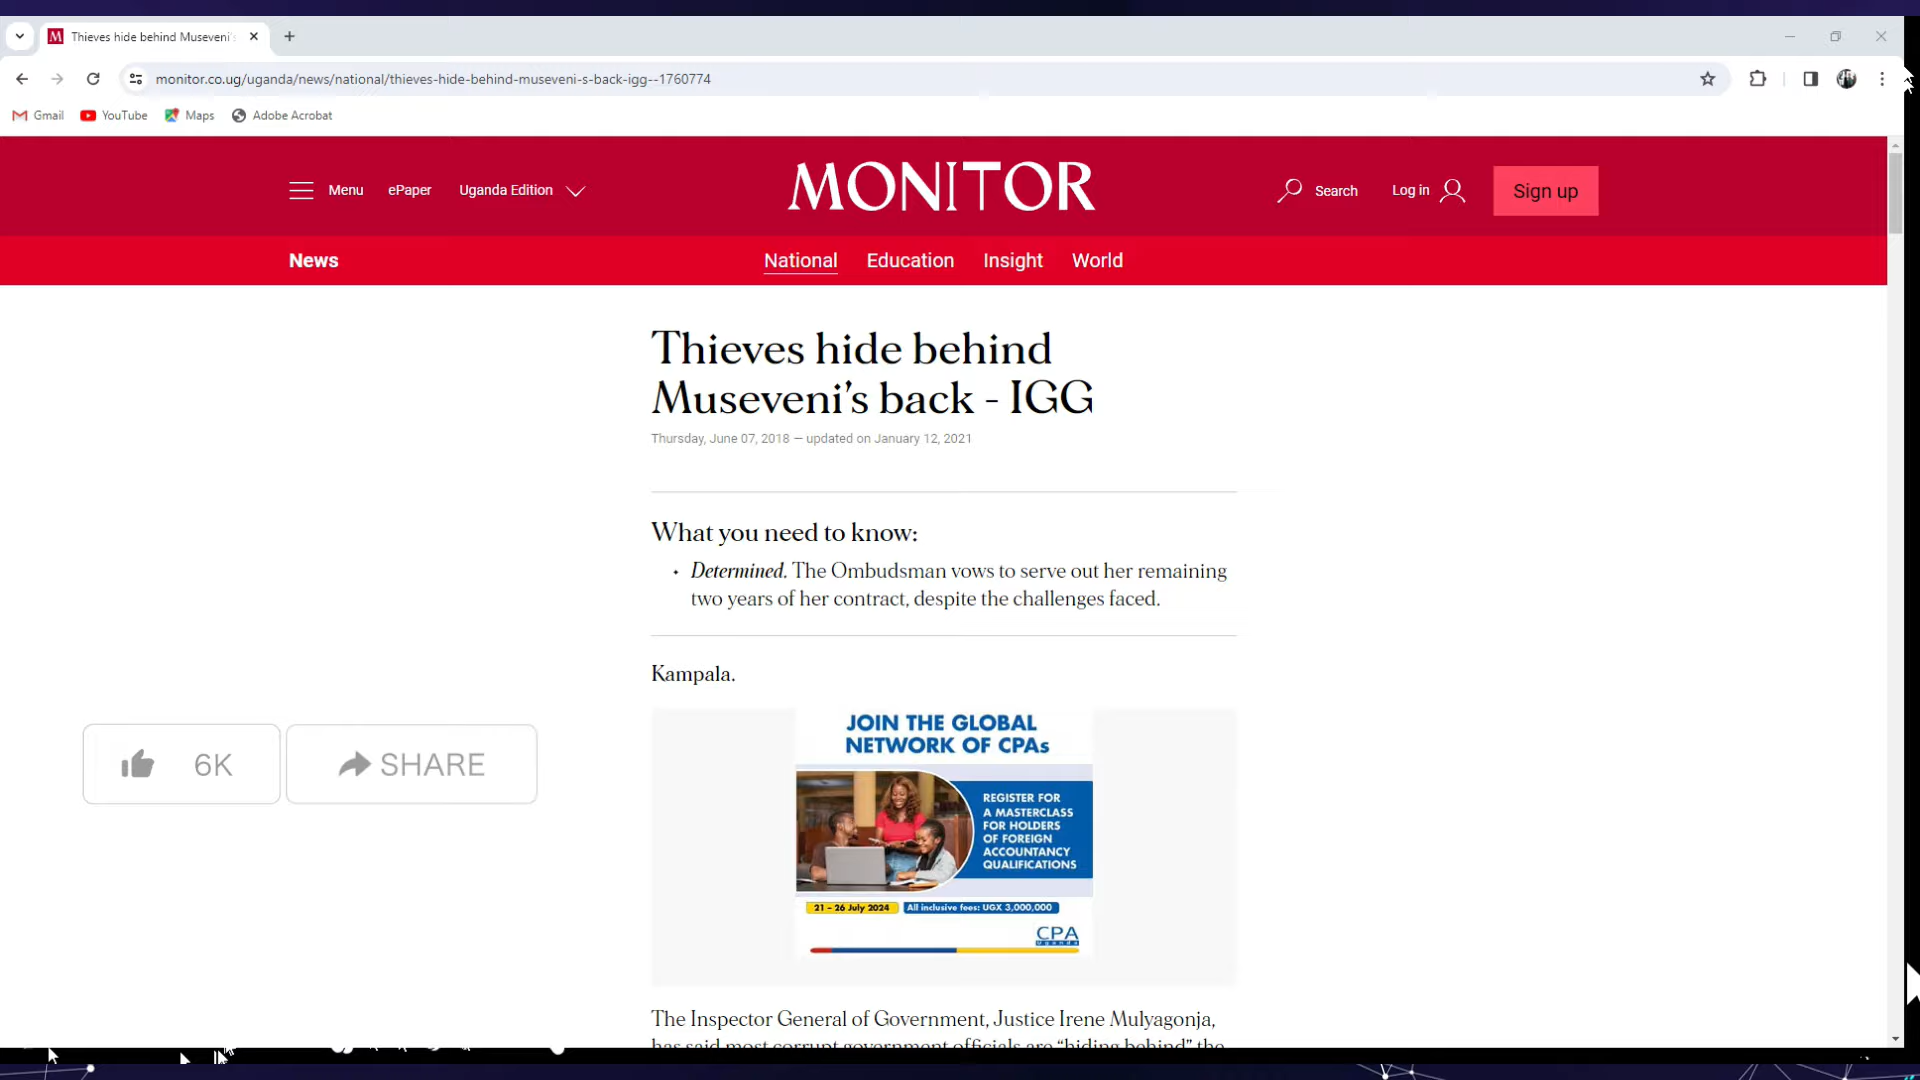 Thieves hide behind Museveni'
monitor.co.ug/uganda/news/national/thieves-hide-behind-museveni-s-back-igg--1760774
Gmail YouTube Maps Adobe Acrobat
Menu ePaper Uganda Edition MONITOR Search Log in Sign up
News National Education Insight World
Thieves hide behind
Museveni’s back - IGG
Thursday, June 07, 2018 — updated on January 12, 2021
What you need to know:
• Determined. The Ombudsman vows to serve out her remaining
two years of her contract, despite the challenges faced.
Kampala.
JOIN THE GLOBAL
NETWORK OF CPAs
REGISTER FOR
A MASTERCLASS
FOR HOLDERS
OF FOREIGN
ACCOUNTANCY
QUALIFICATIONS
21 – 26 July 2024 All inclusive fees: UGX 3,000,000
CPA
Uganda
6K SHARE
The Inspector General of Government, Justice Irene Mulyagonja,
has said most corrupt government officials are “hiding behind” the